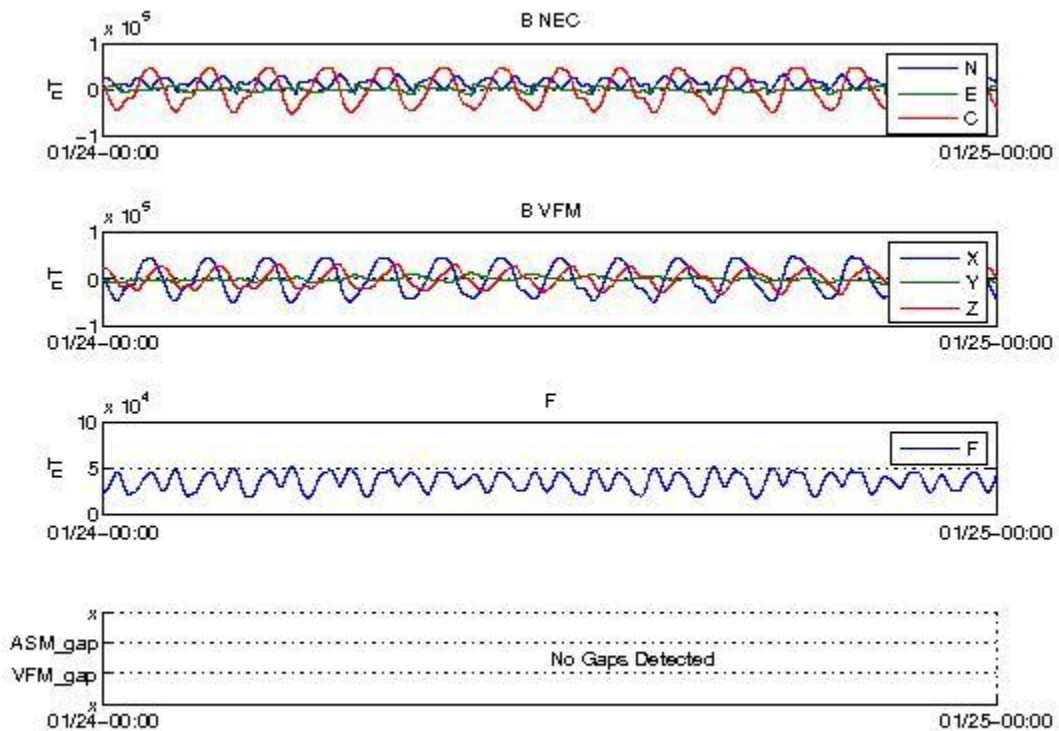 B NEC
x 10^5
1
0
−1
nT
N
E
C
01/24−00:00
01/25−00:00
B VFM
x 10^5
1
0
−1
nT
X
Y
Z
01/24−00:00
01/25−00:00
F
x 10^4
10
5
0
nT
F
01/24−00:00
01/25−00:00
x
ASM_gap
No Gaps Detected
VFM_gap
x
01/24−00:00
01/25−00:00